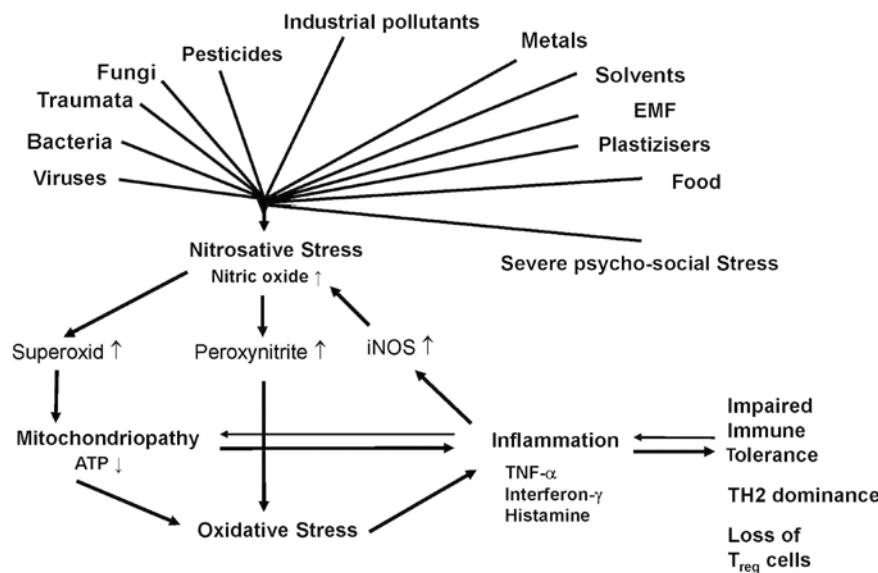 Industrial pollutants
Pesticides
Metals
Fungi
Solvents
Traumata
EMF
Bacteria
Plastizisers
Viruses
Food
Nitrosative Stress
Nitric oxide ↑
Severe psycho-social Stress
Superoxid ↑
Peroxynitrite ↑
iNOS ↑
Mitochondriopathy
ATP ↓
Inflammation
TNF-α
Interferon-γ
Histamine
Impaired
Immune
Tolerance
TH2 dominance
Loss of
Treg cells
Oxidative Stress